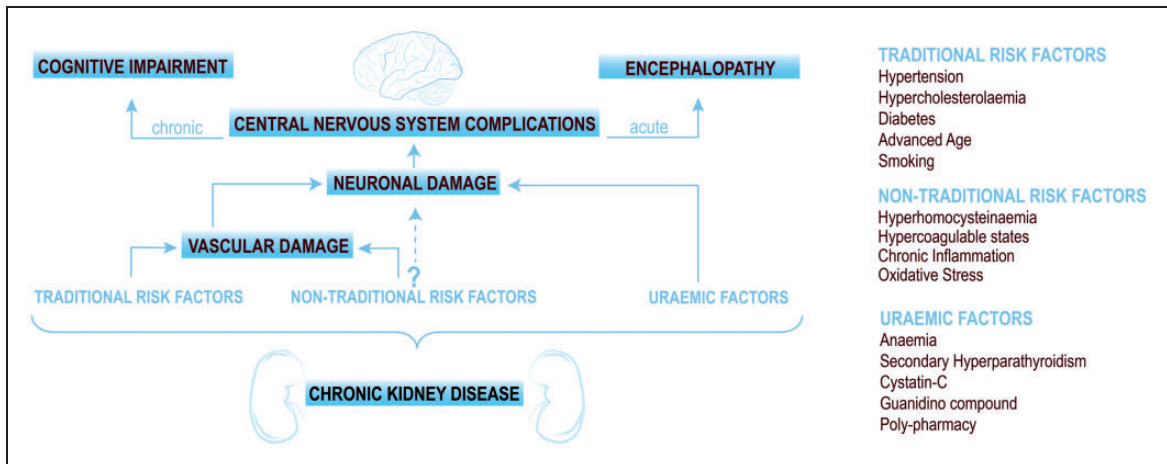 COGNITIVE IMPAIRMENT
ENCEPHALOPATHY
chronic
CENTRAL NERVOUS SYSTEM COMPLICATIONS
acute
NEURONAL DAMAGE
VASCULAR DAMAGE
?
TRADITIONAL RISK FACTORS
NON-TRADITIONAL RISK FACTORS
URAEMIC FACTORS
CHRONIC KIDNEY DISEASE
TRADITIONAL RISK FACTORS
Hypertension
Hypercholesterolaemia
Diabetes
Advanced Age
Smoking
NON-TRADITIONAL RISK FACTORS
Hyperhomocysteinaemia
Hypercoagulable states
Chronic Inflammation
Oxidative Stress
URAEMIC FACTORS
Anaemia
Secondary Hyperparathyroidism
Cystatin-C
Guanidino compound
Poly-pharmacy